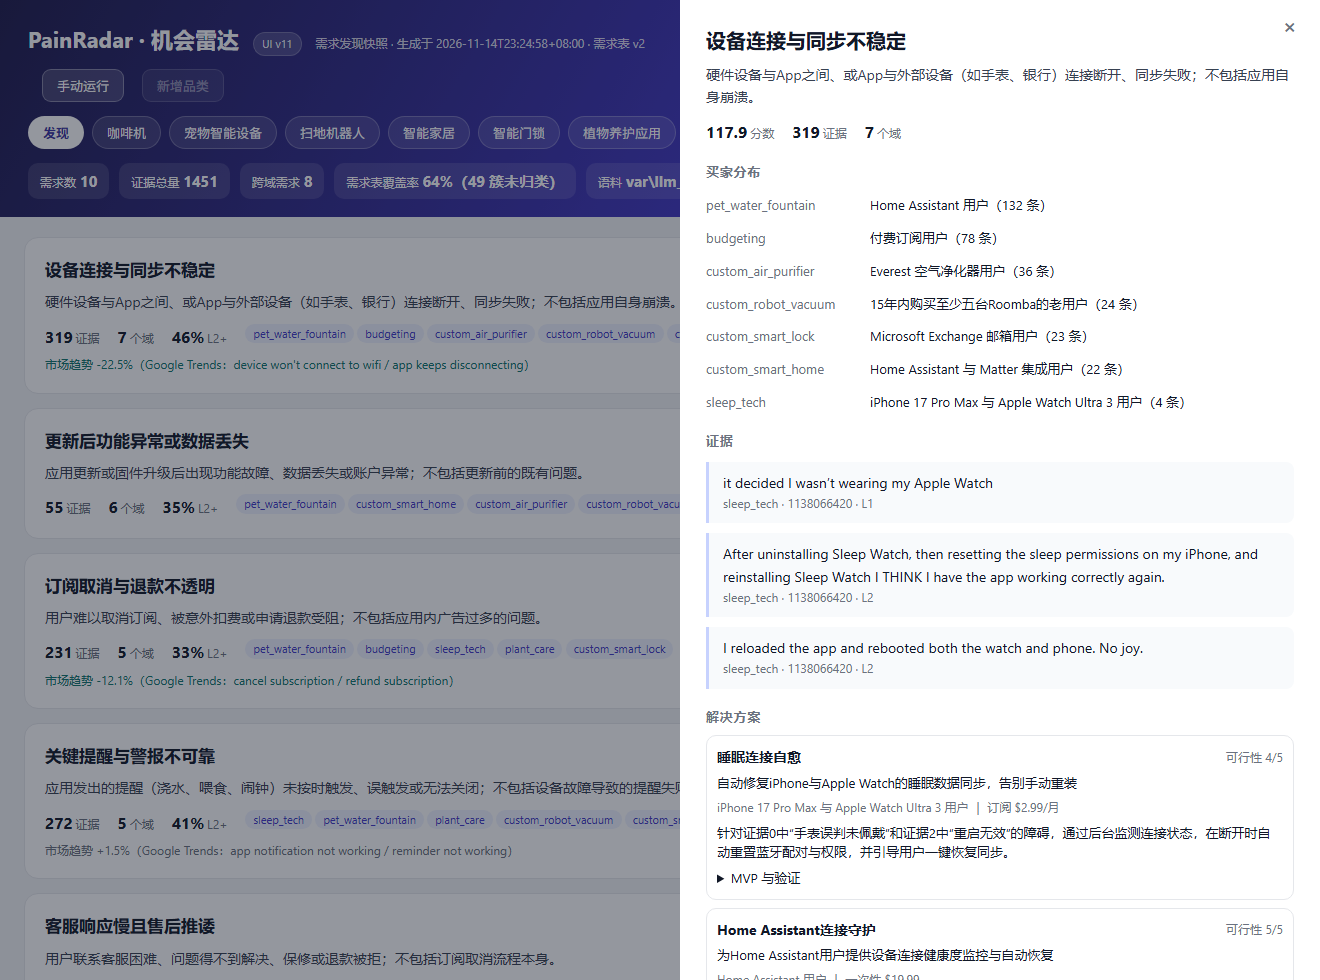 PainRadar · 机会雷达
UI v11
需求发现快照 · 生成于 2026-11-14T23:24:58+08:00 · 需求表 v2
手动运行
新增品类
发现
咖啡机
宠物智能设备
扫地机器人
智能家居
智能门锁
植物养护应用
需求数 10
证据总量 1451
跨域需求 8
需求表覆盖率 64%（49 簇未归类）
语料 var\llm_
设备连接与同步不稳定
硬件设备与App之间、或App与外部设备（如手表、银行）连接断开、同步失败；不包括应用自身崩溃。
319 证据 7 个域 46% L2+
pet_water_fountain
budgeting
custom_air_purifier
custom_robot_vacuum
市场趋势 -22.5%（Google Trends：device won't connect to wifi / app keeps disconnecting）
更新后功能异常或数据丢失
应用更新或固件升级后出现功能故障、数据丢失或账户异常；不包括更新前的既有问题。
55 证据 6 个域 35% L2+
pet_water_fountain
custom_smart_home
custom_air_purifier
custom_robot_vacu
订阅取消与退款不透明
用户难以取消订阅、被意外扣费或申请退款受阻；不包括应用内广告过多的问题。
231 证据 5 个域 33% L2+
pet_water_fountain
budgeting
sleep_tech
plant_care
custom_smart_lock
市场趋势 -12.1%（Google Trends：cancel subscription / refund subscription）
关键提醒与警报不可靠
应用发出的提醒（浇水、喂食、闹钟）未按时触发、误触发或无法关闭；不包括设备故障导致的提醒失
272 证据 5 个域 41% L2+
sleep_tech
pet_water_fountain
plant_care
custom_robot_vacuum
custom_s
市场趋势 +1.5%（Google Trends：app notification not working / reminder not working）
客服响应慢且售后推诿
用户联系客服困难、问题得不到解决、保修或退款被拒；不包括订阅取消流程本身。
×
设备连接与同步不稳定
硬件设备与App之间、或App与外部设备（如手表、银行）连接断开、同步失败；不包括应用自
身崩溃。
117.9 分数 319 证据 7 个域
买家分布
pet_water_fountain Home Assistant 用户（132 条）
budgeting 付费订阅用户（78 条）
custom_air_purifier Everest 空气净化器用户（36 条）
custom_robot_vacuum 15年内购买至少五台Roomba的老用户（24 条）
custom_smart_lock Microsoft Exchange 邮箱用户（23 条）
custom_smart_home Home Assistant 与 Matter 集成用户（22 条）
sleep_tech iPhone 17 Pro Max 与 Apple Watch Ultra 3 用户（4 条）
证据
it decided I wasn't wearing my Apple Watch
sleep_tech · 1138066420 · L1
After uninstalling Sleep Watch, then resetting the sleep permissions on my iPhone, and
reinstalling Sleep Watch I THINK I have the app working correctly again.
sleep_tech · 1138066420 · L2
I reloaded the app and rebooted both the watch and phone. No joy.
sleep_tech · 1138066420 · L2
解决方案
睡眠连接自愈 可行性 4/5
自动修复iPhone与Apple Watch的睡眠数据同步，告别手动重装
iPhone 17 Pro Max 与 Apple Watch Ultra 3 用户 ｜ 订阅 $2.99/月
针对证据0中“手表误判未佩戴”和证据2中“重启无效”的障碍，通过后台监测连接状态，在断开时自
动重置蓝牙配对与权限，并引导用户一键恢复同步。
▶ MVP 与验证
Home Assistant连接守护 可行性 5/5
为Home Assistant用户提供设备连接健康度监控与自动恢复
Home Assistant 用户 ｜ 一次性 $19.99